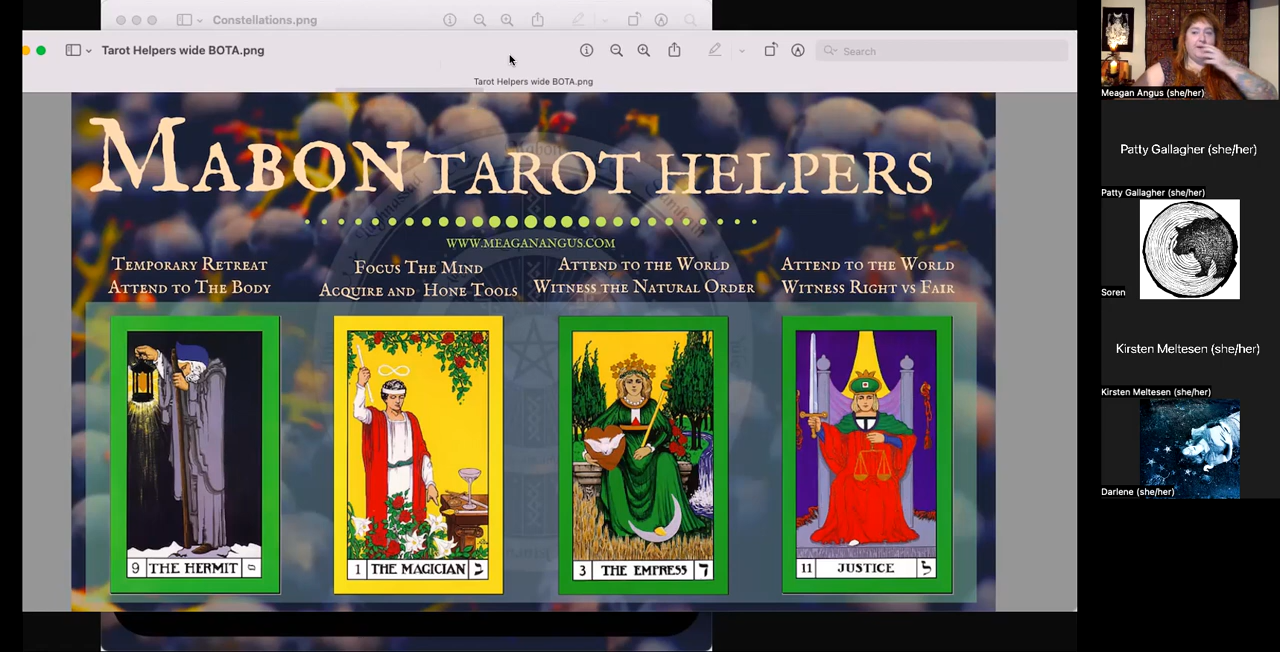 Constellations.png
Tarot Helpers wide BOTA.png
Search
Tarot Helpers wide BOTA.png
MABON TAROT HELPERS
WWW.MEAGANANGUS.COM
TEMPORARY RETREAT
ATTEND TO THE BODY
FOCUS THE MIND
ACQUIRE AND HONE TOOLS
ATTEND TO THE WORLD
WITNESS THE NATURAL ORDER
ATTEND TO THE WORLD
WITNESS RIGHT VS FAIR
9 THE HERMIT י
1 THE MAGICIAN ב
3 THE EMPRESS ד
11 JUSTICE ל
Meagan Angus (she/her)
Patty Gallagher (she/her)
Patty Gallagher (she/her)
Soren
Kirsten Meltesen (she/her)
Kirsten Meltesen (she/her)
Darlene (she/her)